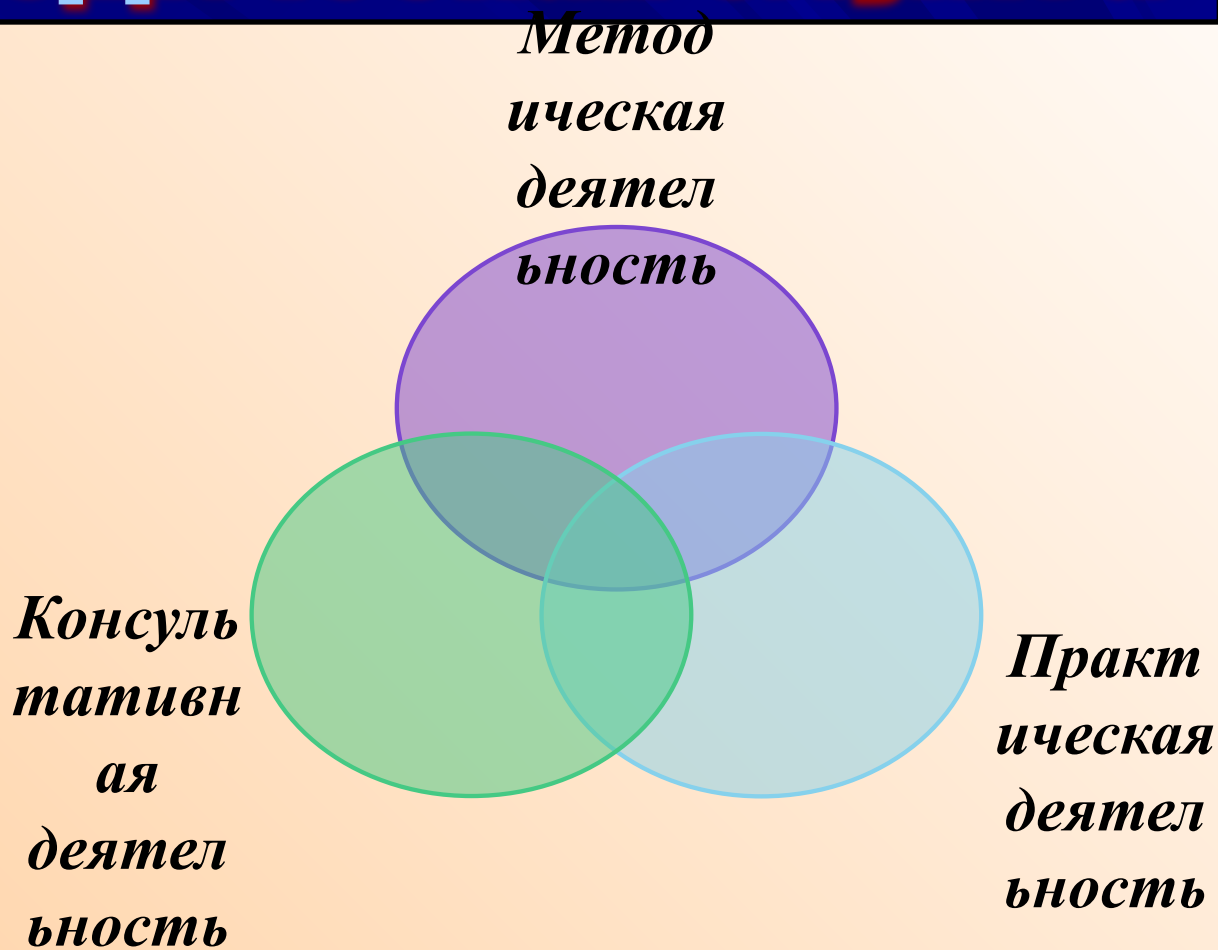 Метод
ическая
деятел
ьность
Консуль
тативн
ая
деятел
ьность
Практ
ическая
деятел
ьность